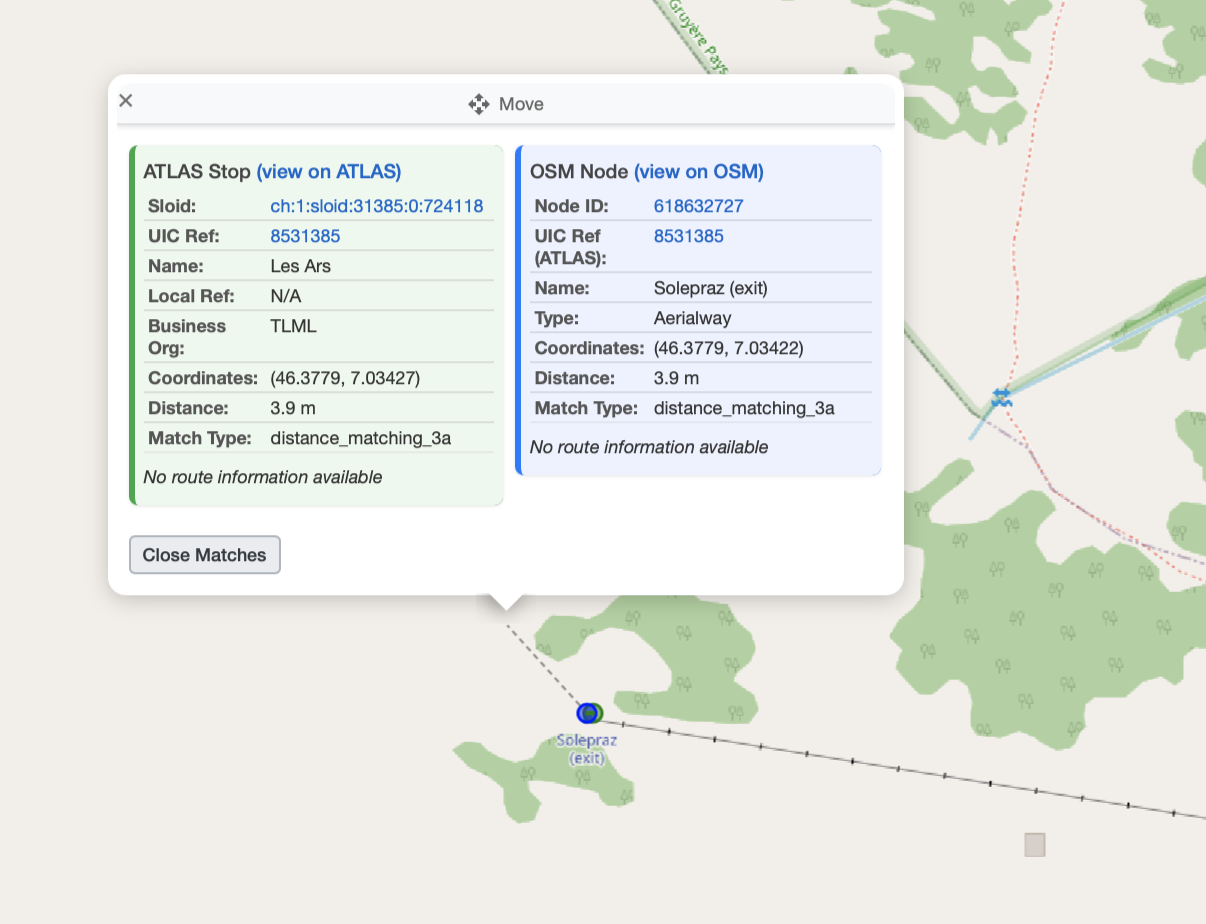 Gruyère Pays
× Move
ATLAS Stop (view on ATLAS)
Sloid: ch:1:sloid:31385:0:724118
UIC Ref: 8531385
Name: Les Ars
Local Ref: N/A
Business TLML
Org:
Coordinates: (46.3779, 7.03427)
Distance: 3.9 m
Match Type: distance_matching_3a
No route information available
OSM Node (view on OSM)
Node ID: 618632727
UIC Ref 8531385
(ATLAS):
Name: Solepraz (exit)
Type: Aerialway
Coordinates: (46.3779, 7.03422)
Distance: 3.9 m
Match Type: distance_matching_3a
No route information available
Close Matches
Solepraz
(exit)